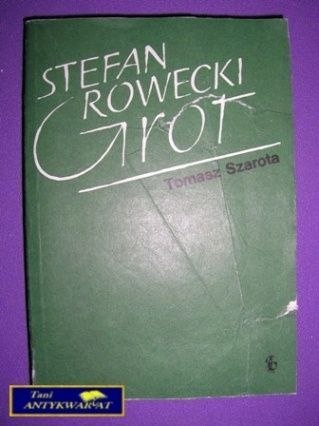 STEFAN
ROWECKI
Grot
Tomasz Szarota
Tani
ANTYKWARIAT